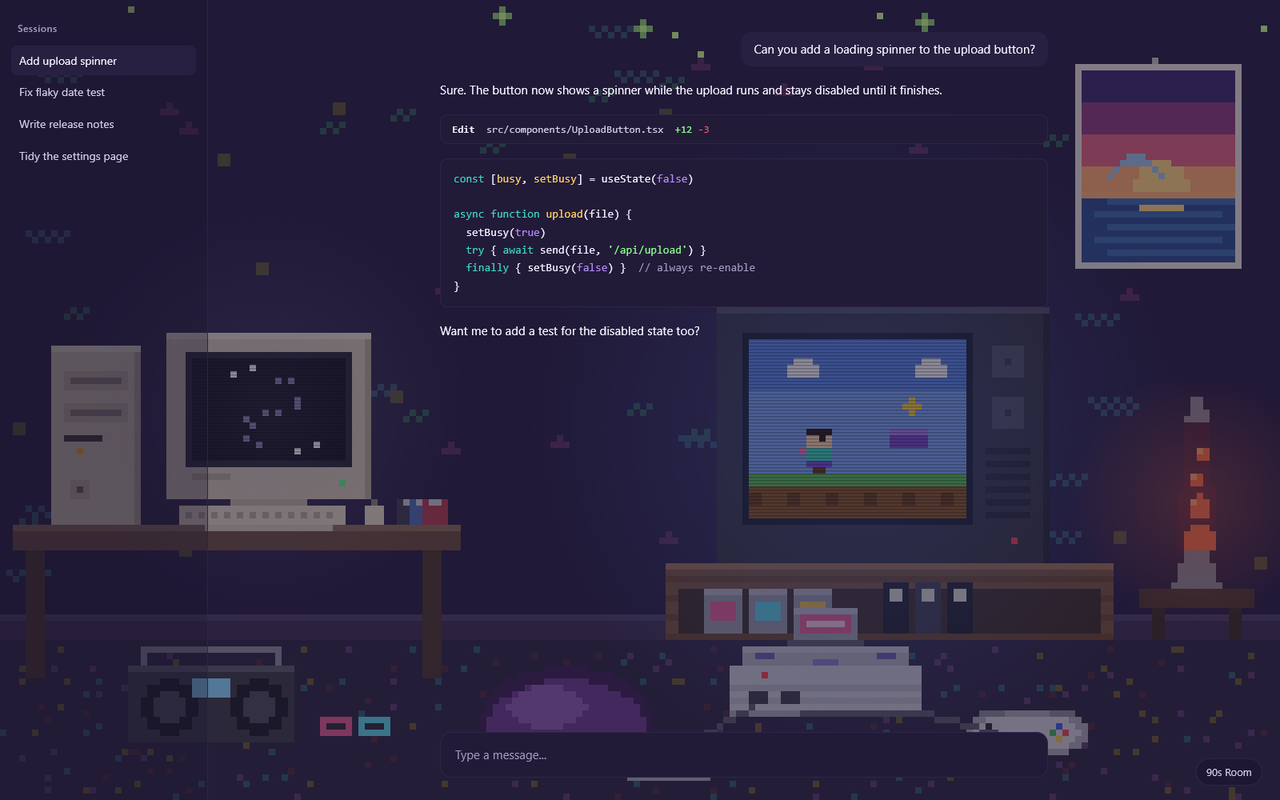 Sessions
Add upload spinner
Fix flaky date test
Write release notes
Tidy the settings page
Can you add a loading spinner to the upload button?
Sure. The button now shows a spinner while the upload runs and stays disabled until it finishes.
Edit src/components/UploadButton.tsx +12 -3
const [busy, setBusy] = useState(false)
async function upload(file) {
  setBusy(true)
  try { await send(file, '/api/upload') }
  finally { setBusy(false) }  // always re-enable
}
Want me to add a test for the disabled state too?
Type a message...
90s Room